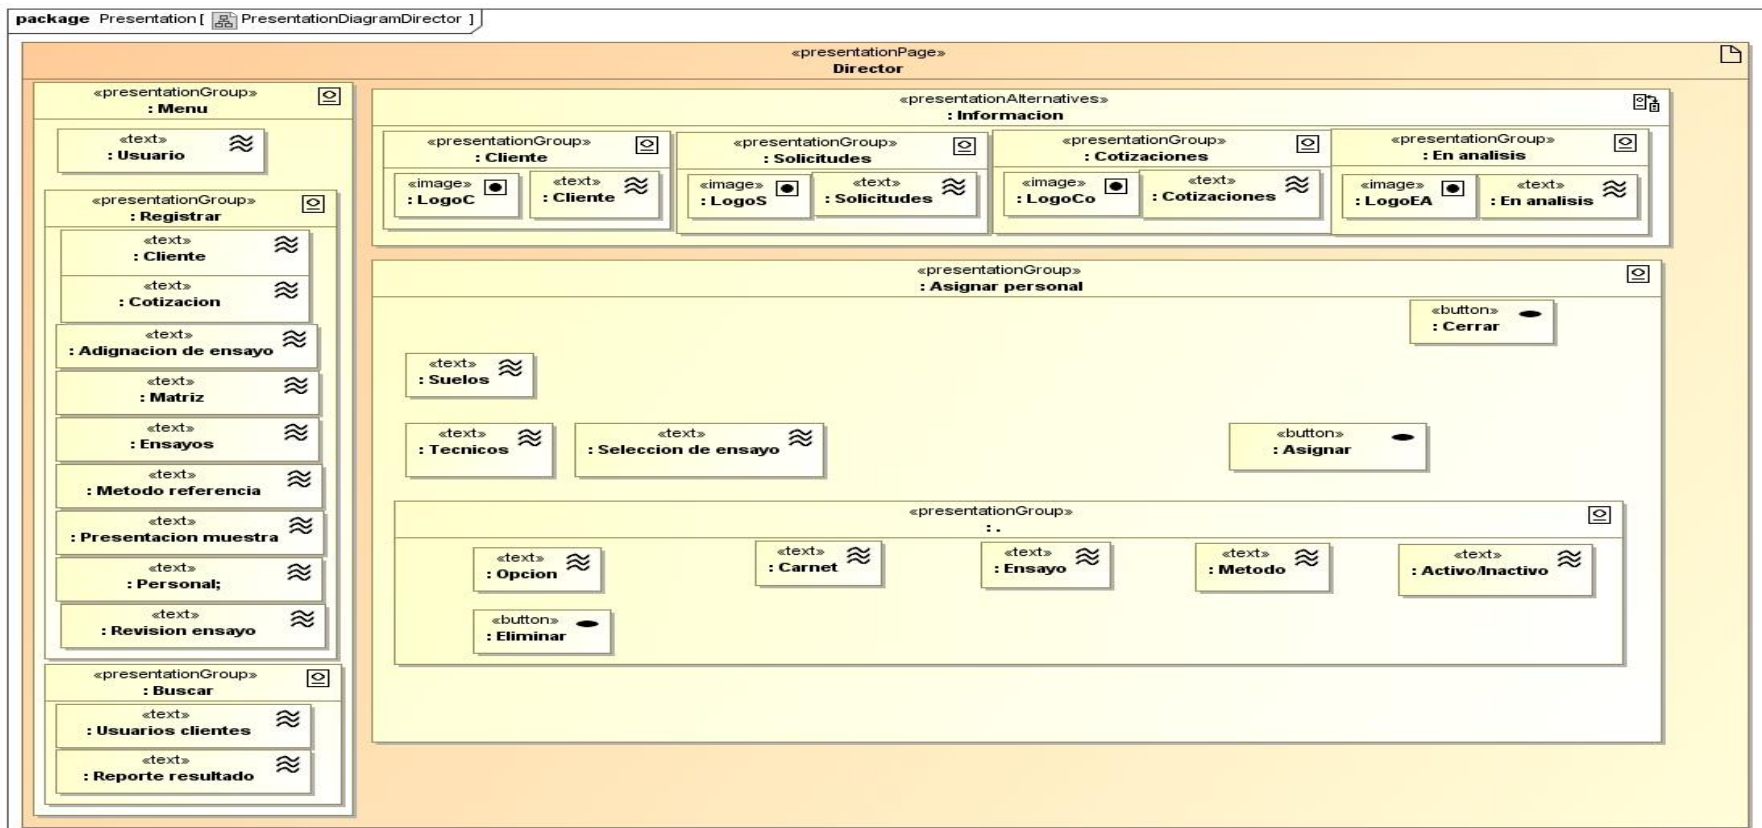 package Presentation [ PresentationDiagramDirector ]
«presentationPage»
Director
«presentationGroup»
: Menu
«text»
: Usuario
«presentationGroup»
: Registrar
«text»
: Cliente
«text»
: Cotizacion
«text»
: Adignacion de ensayo
«text»
: Matriz
«text»
: Ensayos
«text»
: Metodo referencia
«text»
: Presentacion muestra
«text»
: Personal;
«text»
: Revision ensayo
«presentationGroup»
: Buscar
«text»
: Usuarios clientes
«text»
: Reporte resultado
«presentationAlternatives»
: Informacion
«presentationGroup»
: Cliente
«image»
: LogoC
«text»
: Cliente
«presentationGroup»
: Solicitudes
«image»
: LogoS
«text»
: Solicitudes
«presentationGroup»
: Cotizaciones
«image»
: LogoCo
«text»
: Cotizaciones
«presentationGroup»
: En analisis
«image»
: LogoEA
«text»
: En analisis
«presentationGroup»
: Asignar personal
«button»
: Cerrar
«text»
: Suelos
«text»
: Tecnicos
«text»
: Seleccion de ensayo
«button»
: Asignar
«presentationGroup»
: .
«text»
: Opcion
«text»
: Carnet
«text»
: Ensayo
«text»
: Metodo
«text»
: Activo/Inactivo
«button»
: Eliminar